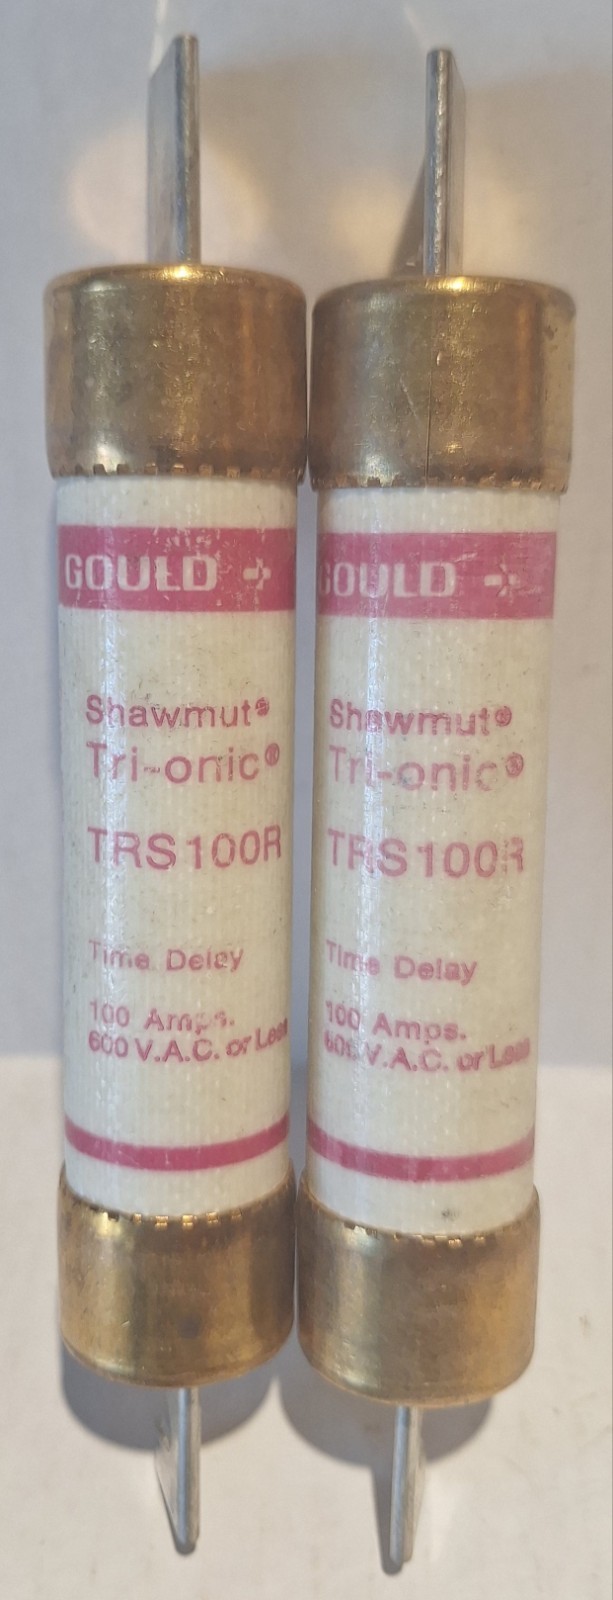 GOULD
Shawmut®
Tri-onic®
TRS100R
Time Delay
100 Amps.
600 V.A.C. or Less
GOULD
Shawmut®
Tri-onic®
TRS100R
Time Delay
100 Amps.
600 V.A.C. or Less